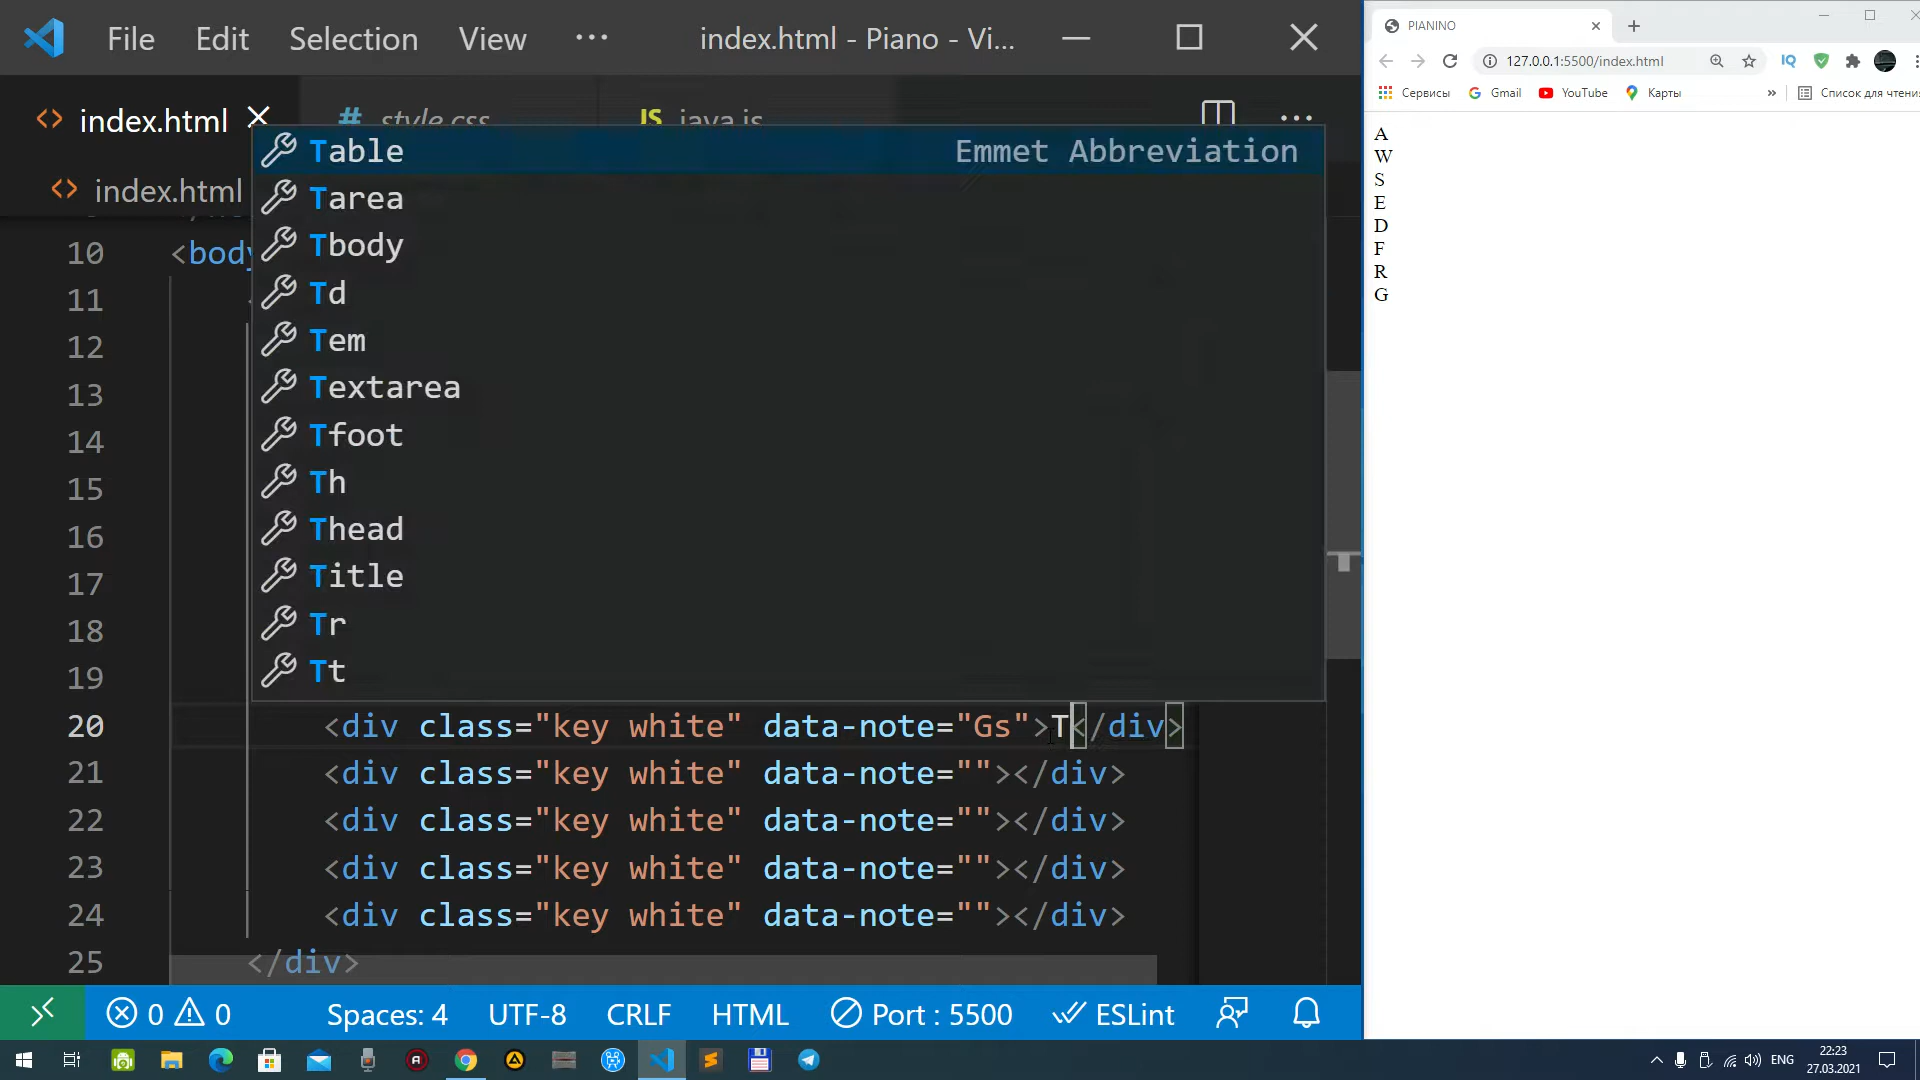 File Edit Selection View ··· index.html - Piano - Vi...
index.html # style.css JS java.js ···
index.html
Table Emmet Abbreviation
Tarea
Tbody
Td
Tem
Textarea
Tfoot
Th
Thead
Title
Tr
Tt
10 <body
11 <
12
13
14
15
16
17
18
19
20 <div class="key white" data-note="Gs">T</div>
21 <div class="key white" data-note=""></div>
22 <div class="key white" data-note=""></div>
23 <div class="key white" data-note=""></div>
24 <div class="key white" data-note=""></div>
25 </div>
0 0 Spaces: 4 UTF-8 CRLF HTML Port : 5500 ESLint
PIANINO
127.0.0.1:5500/index.html IQ
Сервисы Gmail YouTube Карты » Список для чтени
A
W
S
E
D
F
R
G
ENG 22:23
27.03.2021